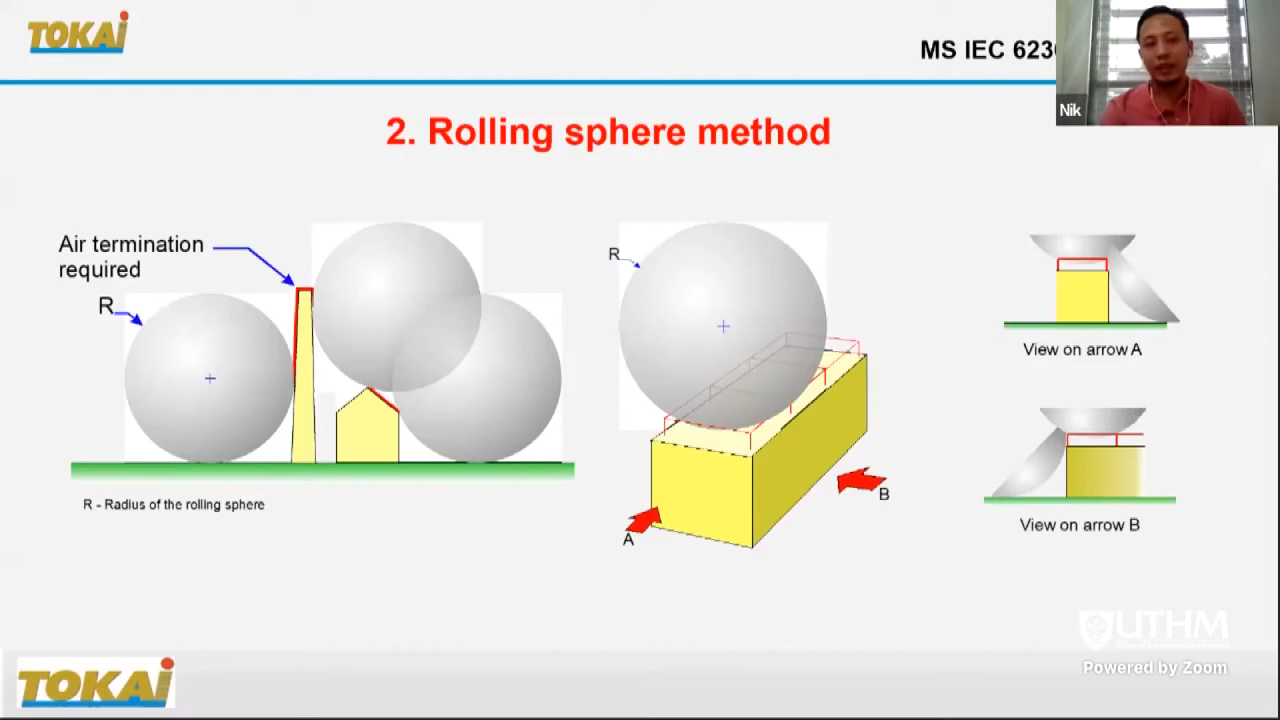 TOKAi
MS IEC 623
Nik
2. Rolling sphere method
Air termination
required
R
R
View on arrow A
B
A
View on arrow B
R - Radius of the rolling sphere
UTHM
Powered by Zoom
TOKAi